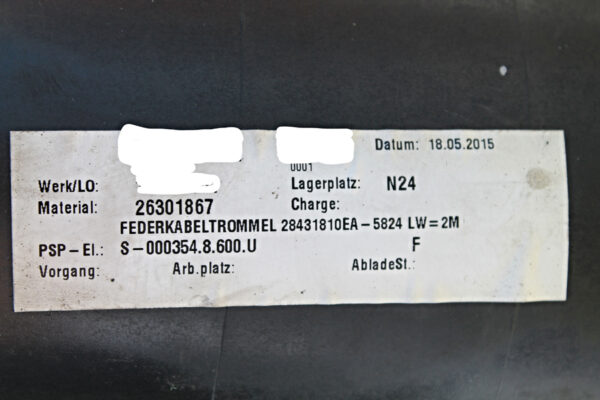 Datum: 18.05.2015
0001
Werk/LO: Lagerplatz: N24
Material: 26301867 Charge:
FEDERKABELTROMMEL 28431810EA-5824 LW=2M
PSP-El.: S-000354.8.600.U F
Vorgang: Arb.platz: AbladeSt.: